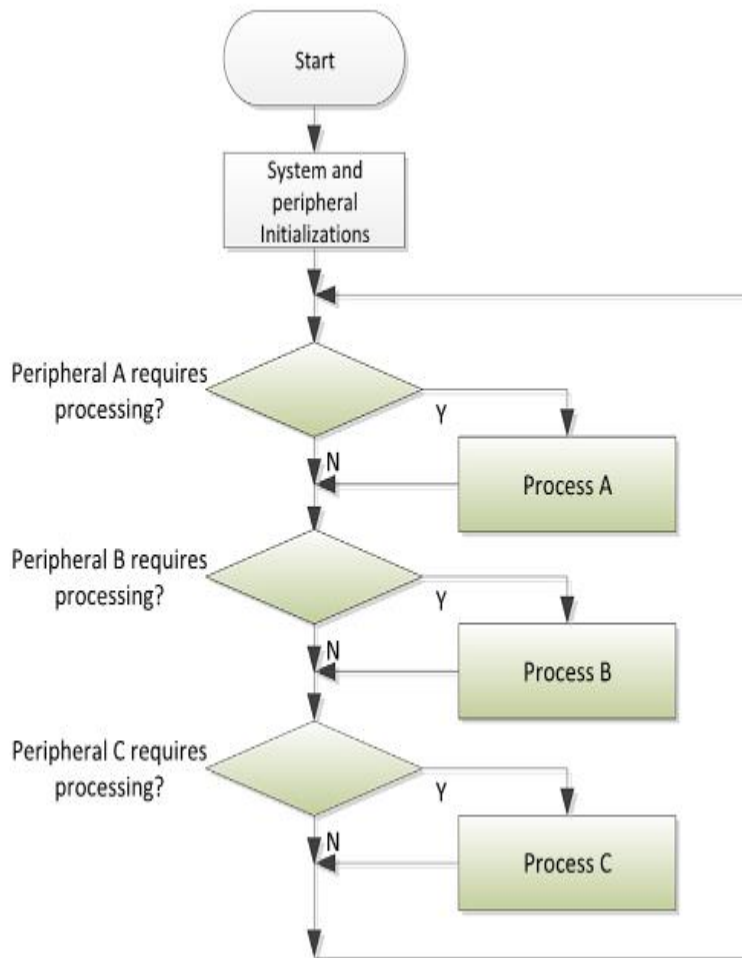 Start
System and
peripheral
Initializations
Peripheral A requires
processing?
Y
N
Process A
Peripheral B requires
processing?
Y
N
Process B
Peripheral C requires
processing?
Y
N
Process C